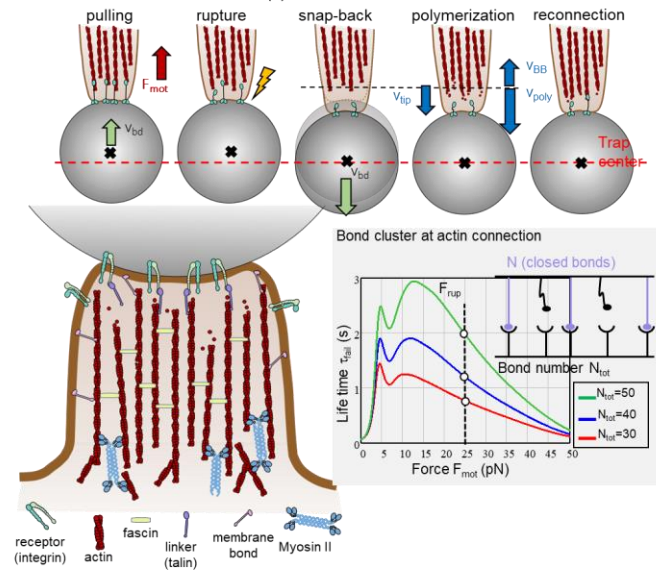 pulling rupture snap-back polymerization reconnection
F_mot v_bd v_bd v_tip v_BB v_poly
Trap center
Bond cluster at actin connection
N (closed bonds)
F_rup
Bond number N_tot
Life time τ_fail (s)
3
2
1
0
0 5 10 15 20 25 30 35 40 45 50
Force F_mot (pN)
N_tot=50
N_tot=40
N_tot=30
receptor (integrin)
actin
fascin
linker (talin)
membrane bond
Myosin II